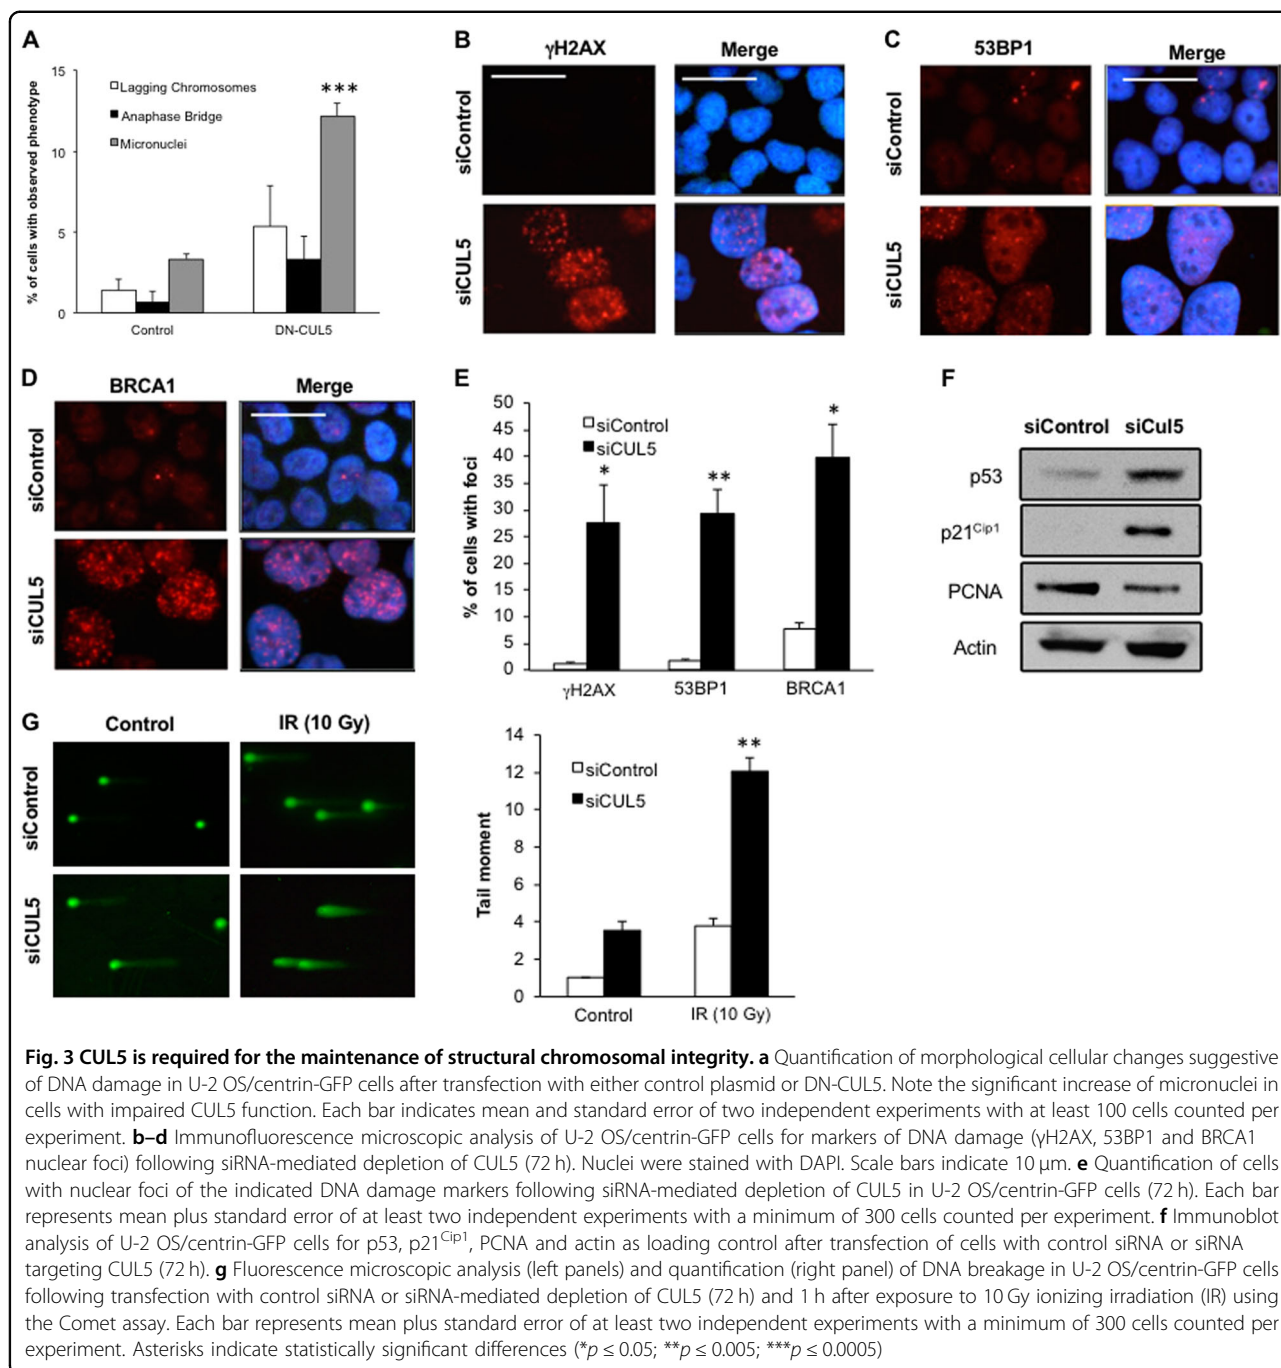 A
15
10
5
0
% of cells with observed phenotype
Lagging Chromosomes
Anaphase Bridge
Micronuclei
***
Control
DN-CUL5
B
γH2AX
Merge
siControl
siCUL5
C
53BP1
Merge
siControl
siCUL5
D
BRCA1
Merge
siControl
siCUL5
E
50
45
40
35
30
25
20
15
10
5
0
% of cells with foci
siControl
siCUL5
*
**
*
γH2AX
53BP1
BRCA1
F
siControl siCul5
p53
p21Cip1
PCNA
Actin
G
Control
IR (10 Gy)
siControl
siCUL5
14
12
10
8
6
4
2
0
Tail moment
siControl
siCUL5
**
Control
IR (10 Gy)
Fig. 3 CUL5 is required for the maintenance of structural chromosomal integrity. a Quantification of morphological cellular changes suggestive
of DNA damage in U-2 OS/centrin-GFP cells after transfection with either control plasmid or DN-CUL5. Note the significant increase of micronuclei in
cells with impaired CUL5 function. Each bar indicates mean and standard error of two independent experiments with at least 100 cells counted per
experiment. b–d Immunofluorescence microscopic analysis of U-2 OS/centrin-GFP cells for markers of DNA damage (γH2AX, 53BP1 and BRCA1
nuclear foci) following siRNA-mediated depletion of CUL5 (72 h). Nuclei were stained with DAPI. Scale bars indicate 10 μm. e Quantification of cells
with nuclear foci of the indicated DNA damage markers following siRNA-mediated depletion of CUL5 in U-2 OS/centrin-GFP cells (72 h). Each bar
represents mean plus standard error of at least two independent experiments with a minimum of 300 cells counted per experiment. f Immunoblot
analysis of U-2 OS/centrin-GFP cells for p53, p21Cip1, PCNA and actin as loading control after transfection of cells with control siRNA or siRNA
targeting CUL5 (72 h). g Fluorescence microscopic analysis (left panels) and quantification (right panel) of DNA breakage in U-2 OS/centrin-GFP cells
following transfection with control siRNA or siRNA-mediated depletion of CUL5 (72 h) and 1 h after exposure to 10 Gy ionizing irradiation (IR) using
the Comet assay. Each bar represents mean plus standard error of at least two independent experiments with a minimum of 300 cells counted per
experiment. Asterisks indicate statistically significant differences (*p ≤ 0.05; **p ≤ 0.005; ***p ≤ 0.0005)